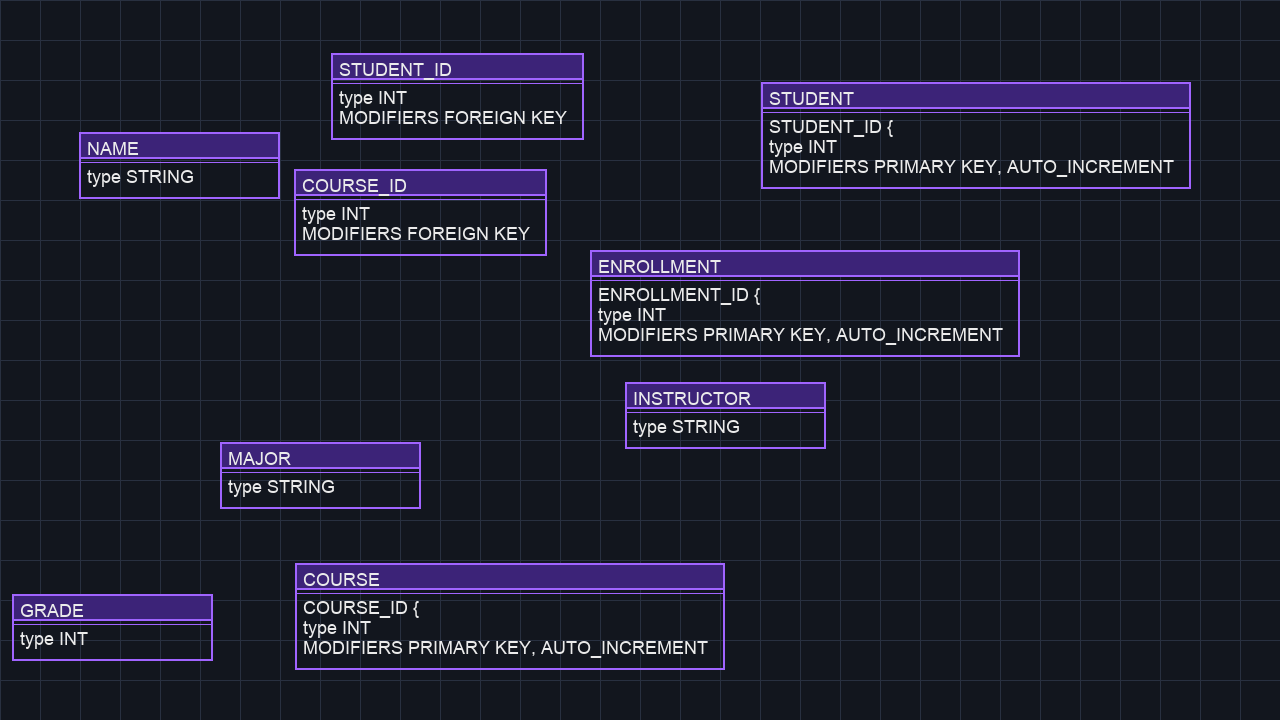 STUDENT_ID
type INT
MODIFIERS FOREIGN KEY
STUDENT
STUDENT_ID {
type INT
MODIFIERS PRIMARY KEY, AUTO_INCREMENT
NAME
type STRING
COURSE_ID
type INT
MODIFIERS FOREIGN KEY
ENROLLMENT
ENROLLMENT_ID {
type INT
MODIFIERS PRIMARY KEY, AUTO_INCREMENT
INSTRUCTOR
type STRING
MAJOR
type STRING
COURSE
COURSE_ID {
type INT
MODIFIERS PRIMARY KEY, AUTO_INCREMENT
GRADE
type INT